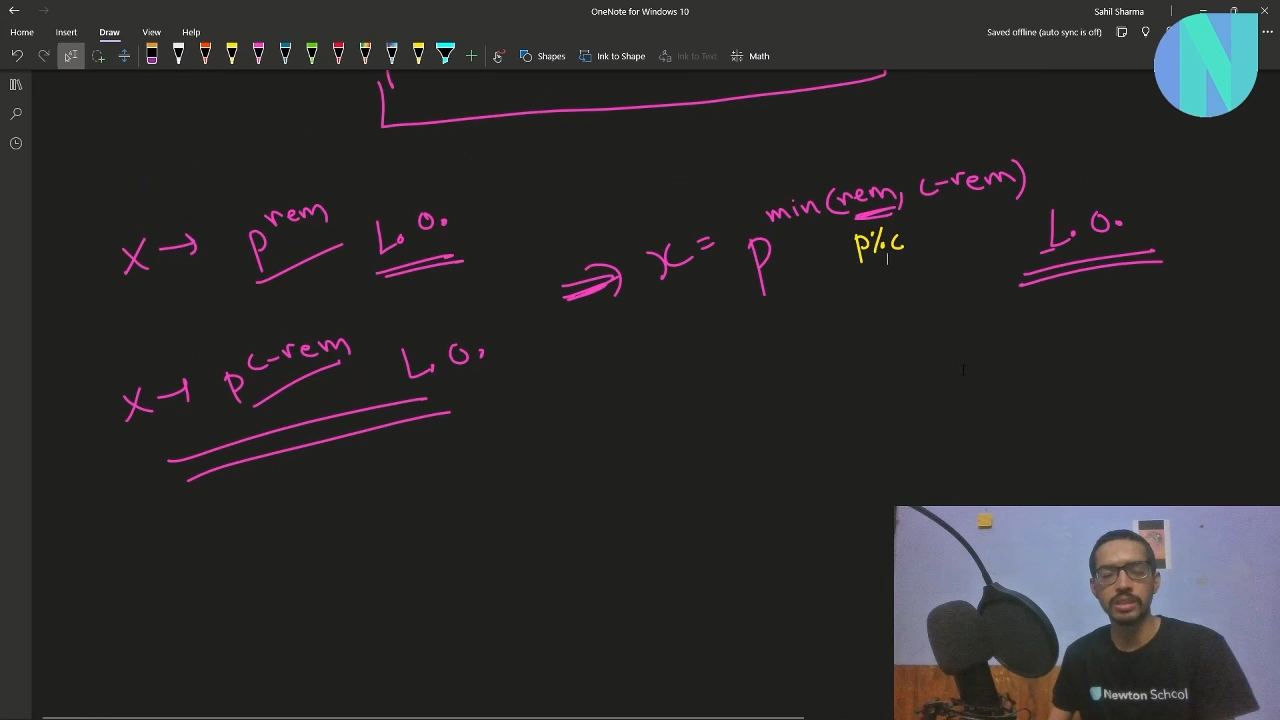 OneNote for Windows 10
Sahil Sharma
Home Insert Draw View Help
Saved offline (auto sync is off)
Shapes Ink to Shape Ink to Text Math
X → p^rem L.O.
⇒ x = p^min(rem, c-rem) L.O.
p%c
X → p^c-rem L.O.
Newton School